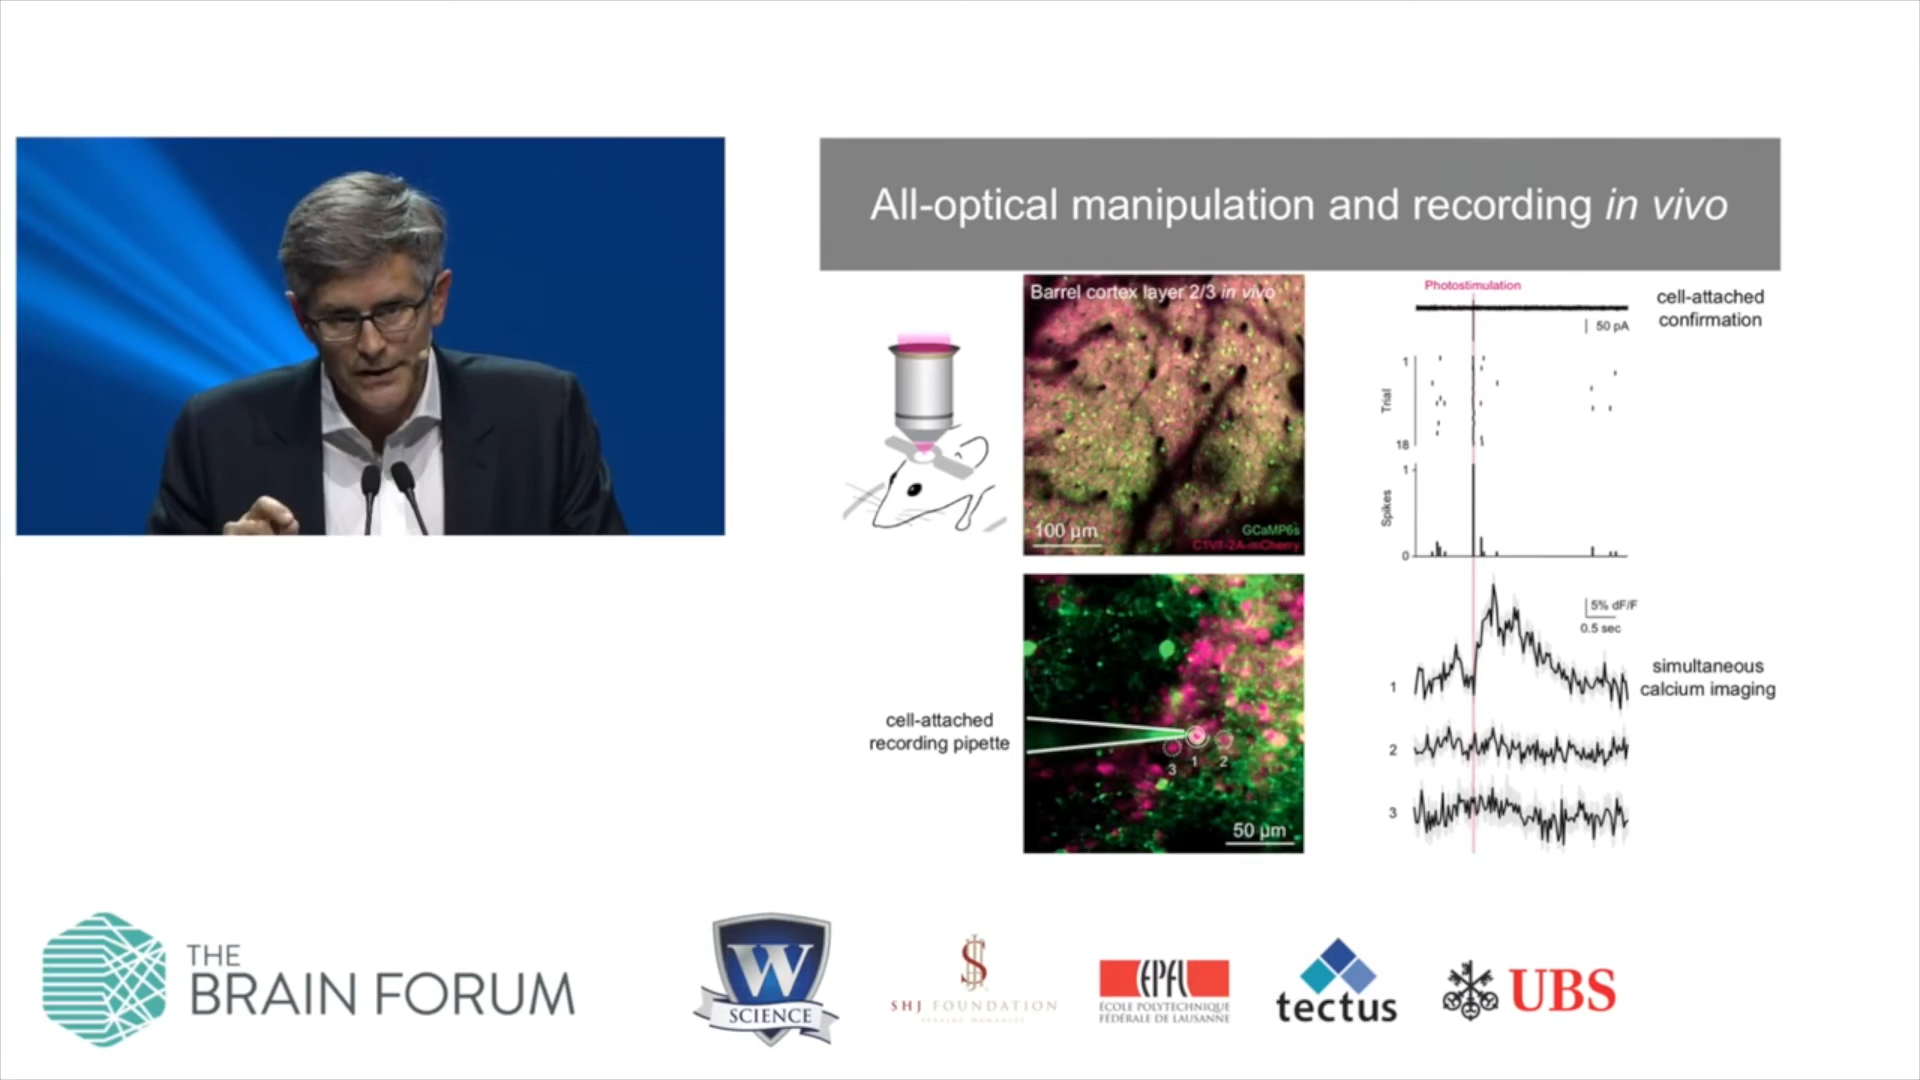 All-optical manipulation and recording in vivo
Barrel cortex layer 2/3 in vivo
100 µm
GCaMP6s
C1V1-2A-mCherry
Photostimulation
cell-attached
confirmation
50 pA
1
Trial
18
1
Spikes
0
cell-attached
recording pipette
3
1
2
50 µm
5% dF/F
0.5 sec
simultaneous
calcium imaging
1
2
3
THE
BRAIN FORUM
W
SCIENCE
SHJ FOUNDATION
SERVING HUMANITY
EPFL
ÉCOLE POLYTECHNIQUE
FÉDÉRALE DE LAUSANNE
tectus
UBS